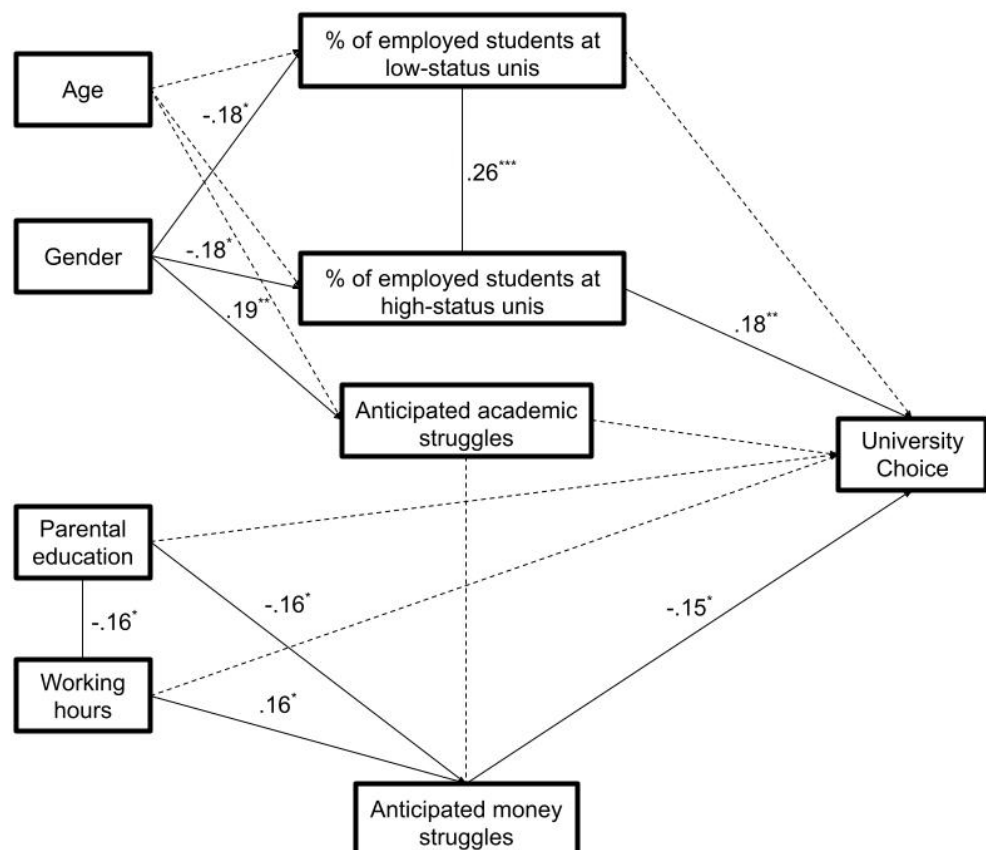 % of employed students at
low-status unis
Age
-.18*
.26***
Gender
-.18*
% of employed students at
high-status unis
.19**
.18**
Anticipated academic
struggles
University
Choice
Parental
education
-.16*
-.16*
-.15*
Working
hours
.16*
Anticipated money
struggles